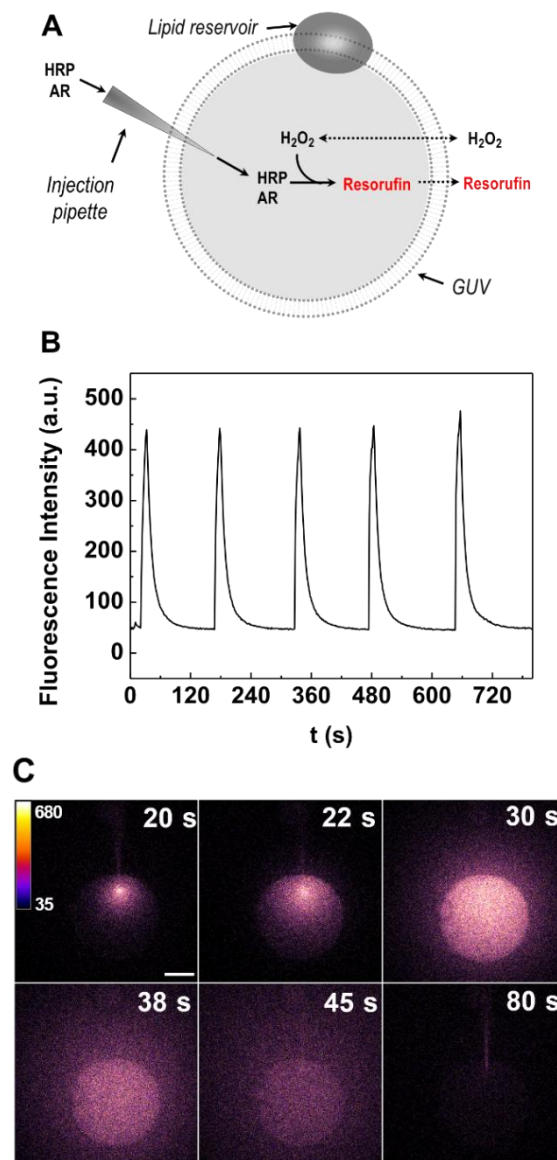 A
Lipid reservoir
HRP
AR
H2O2
H2O2
Injection
pipette
HRP
AR
Resorufin
Resorufin
GUV
B
Fluorescence Intensity (a.u.)
500
400
300
200
100
0
0 120 240 360 480 600 720
t (s)
C
680
35
20 s
22 s
30 s
38 s
45 s
80 s